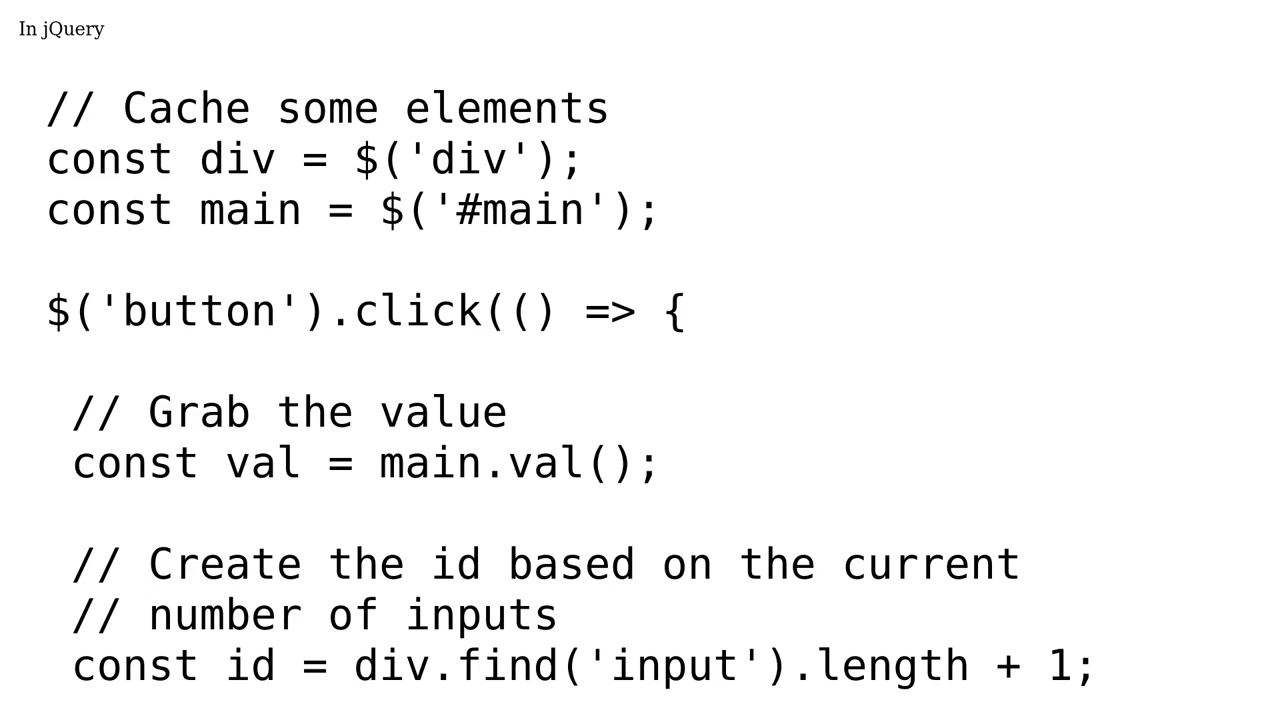 In jQuery
// Cache some elements
const div = $('div');
const main = $('#main');
$('button').click(() => {
// Grab the value
const val = main.val();
// Create the id based on the current
// number of inputs
const id = div.find('input').length + 1;